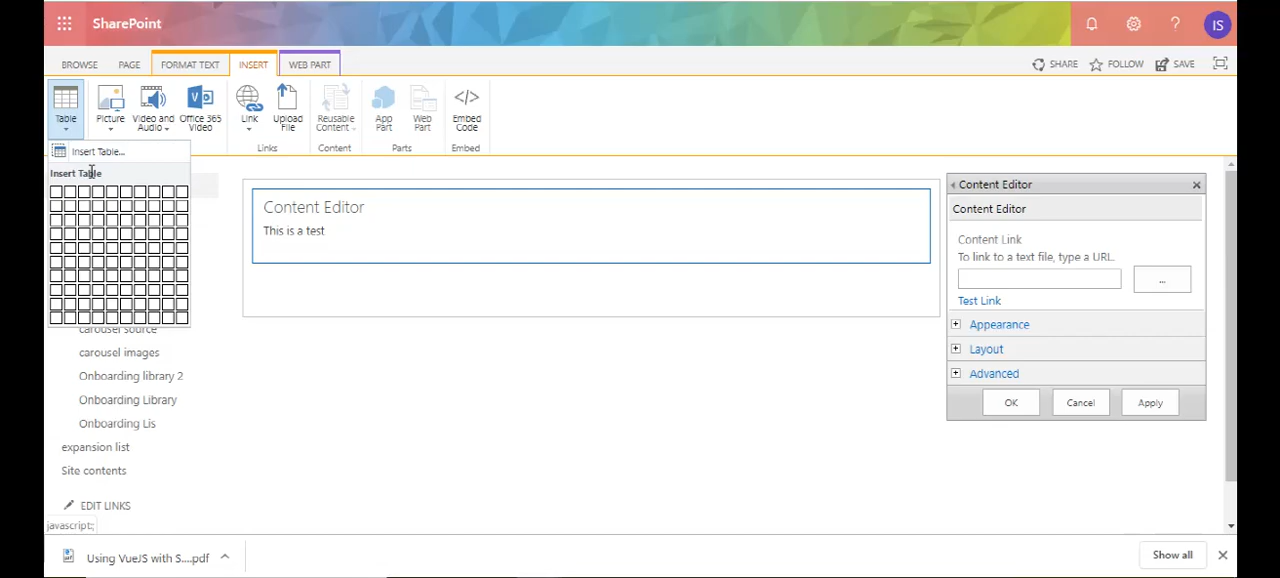 SharePoint
?
IS
BROWSE PAGE FORMAT TEXT INSERT WEB PART
SHARE FOLLOW SAVE
Table Picture Video and Audio Office 365 Video Link Upload File Reusable Content App Part Web Part Embed Code
Links Content Parts Embed
Insert Table...
Insert Table
carousel source
carousel images
Onboarding library 2
Onboarding Library
Onboarding Lis
expansion list
Site contents
EDIT LINKS
javascript:;
Content Editor
This is a test
Content Editor
Content Editor
Content Link
To link to a text file, type a URL.
...
Test Link
Appearance
Layout
Advanced
OK Cancel Apply
Using VueJS with S....pdf
Show all